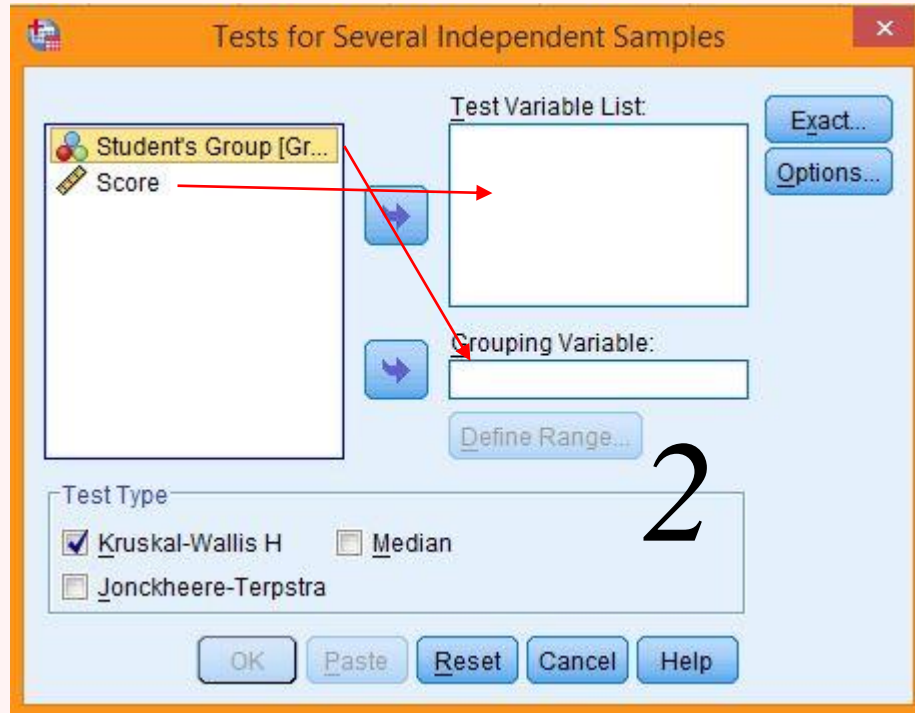 Tests for Several Independent Samples
×
Test Variable List:
Exact...
Student's Group [Gr...
Score
Options...
Grouping Variable:
Define Range...
2
Test Type
Kruskal-Wallis H Median
Jonckheere-Terpstra
OK Paste Reset Cancel Help